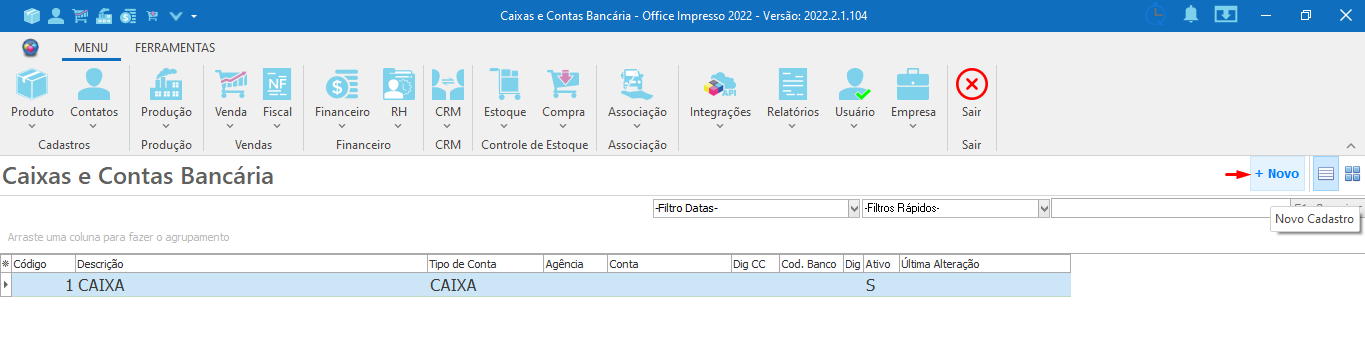 Caixas e Contas Bancária - Office Impresso 2022 - Versão: 2022.2.1.104
MENU FERRAMENTAS
Produto Contatos Produção Venda Fiscal Financeiro RH CRM Estoque Compra Associação Integrações Relatórios Usuário Empresa Sair
Cadastros Produção Vendas Financeiro CRM Controle de Estoque Associação Sair
Caixas e Contas Bancária + Novo
-Filtro Datas- -Filtros Rápidos-
Novo Cadastro
Arraste uma coluna para fazer o agrupamento
Código Descrição Tipo de Conta Agência Conta Dig CC Cod. Banco Dig Ativo Última Alteração
1 CAIXA CAIXA S